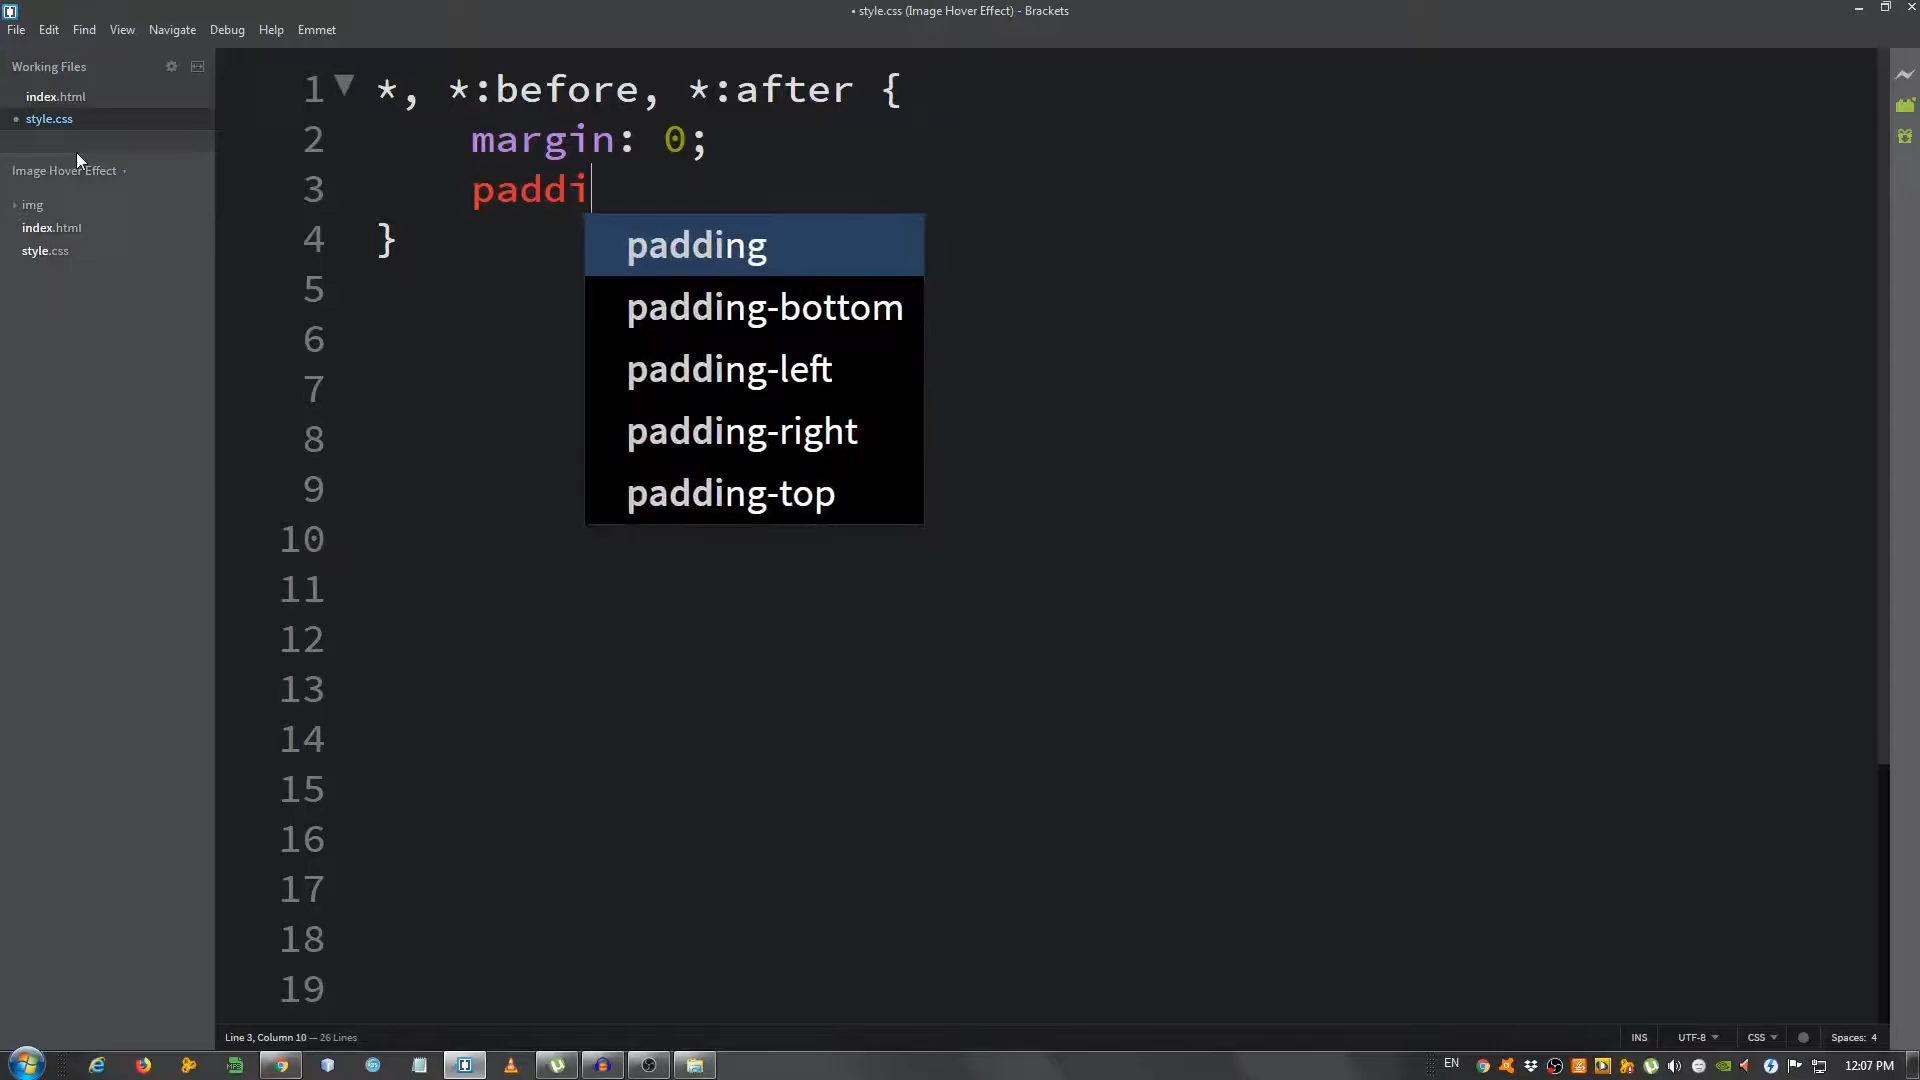 • style.css (Image Hover Effect) - Brackets
File Edit Find View Navigate Debug Help Emmet
Working Files
index.html
• style.css
Image Hover Effect
img
index.html
style.css
1 *, *:before, *:after {
2 margin: 0;
3 paddi
4 }
padding
padding-bottom
padding-left
padding-right
padding-top
5
6
7
8
9
10
11
12
13
14
15
16
17
18
19
Line 3, Column 10 — 26 Lines
INS UTF-8 CSS Spaces: 4
EN 12:07 PM